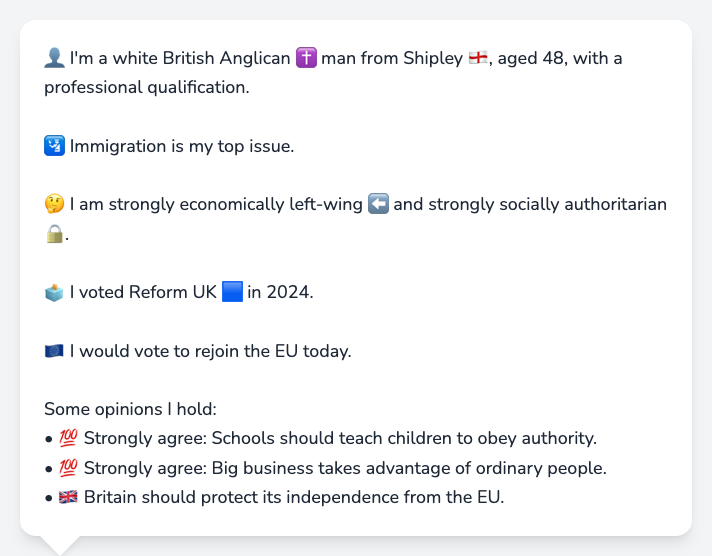 👤 I'm a white British Anglican ✝️ man from Shipley 🏴󠁧󠁢󠁥󠁮󠁧󠁿, aged 48, with a
professional qualification.
🛂 Immigration is my top issue.
🤔 I am strongly economically left-wing ⬅️ and strongly socially authoritarian
🔒.
🗳️ I voted Reform UK 🟦 in 2024.
🇪🇺 I would vote to rejoin the EU today.
Some opinions I hold:
• 💯 Strongly agree: Schools should teach children to obey authority.
• 💯 Strongly agree: Big business takes advantage of ordinary people.
• 🇬🇧 Britain should protect its independence from the EU.